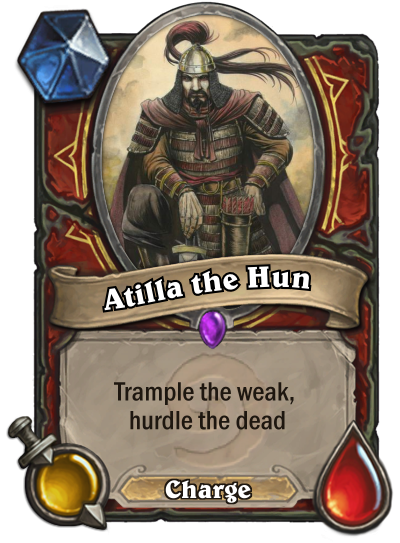 Atilla the Hun
Trample the weak,
hurdle the dead
Charge